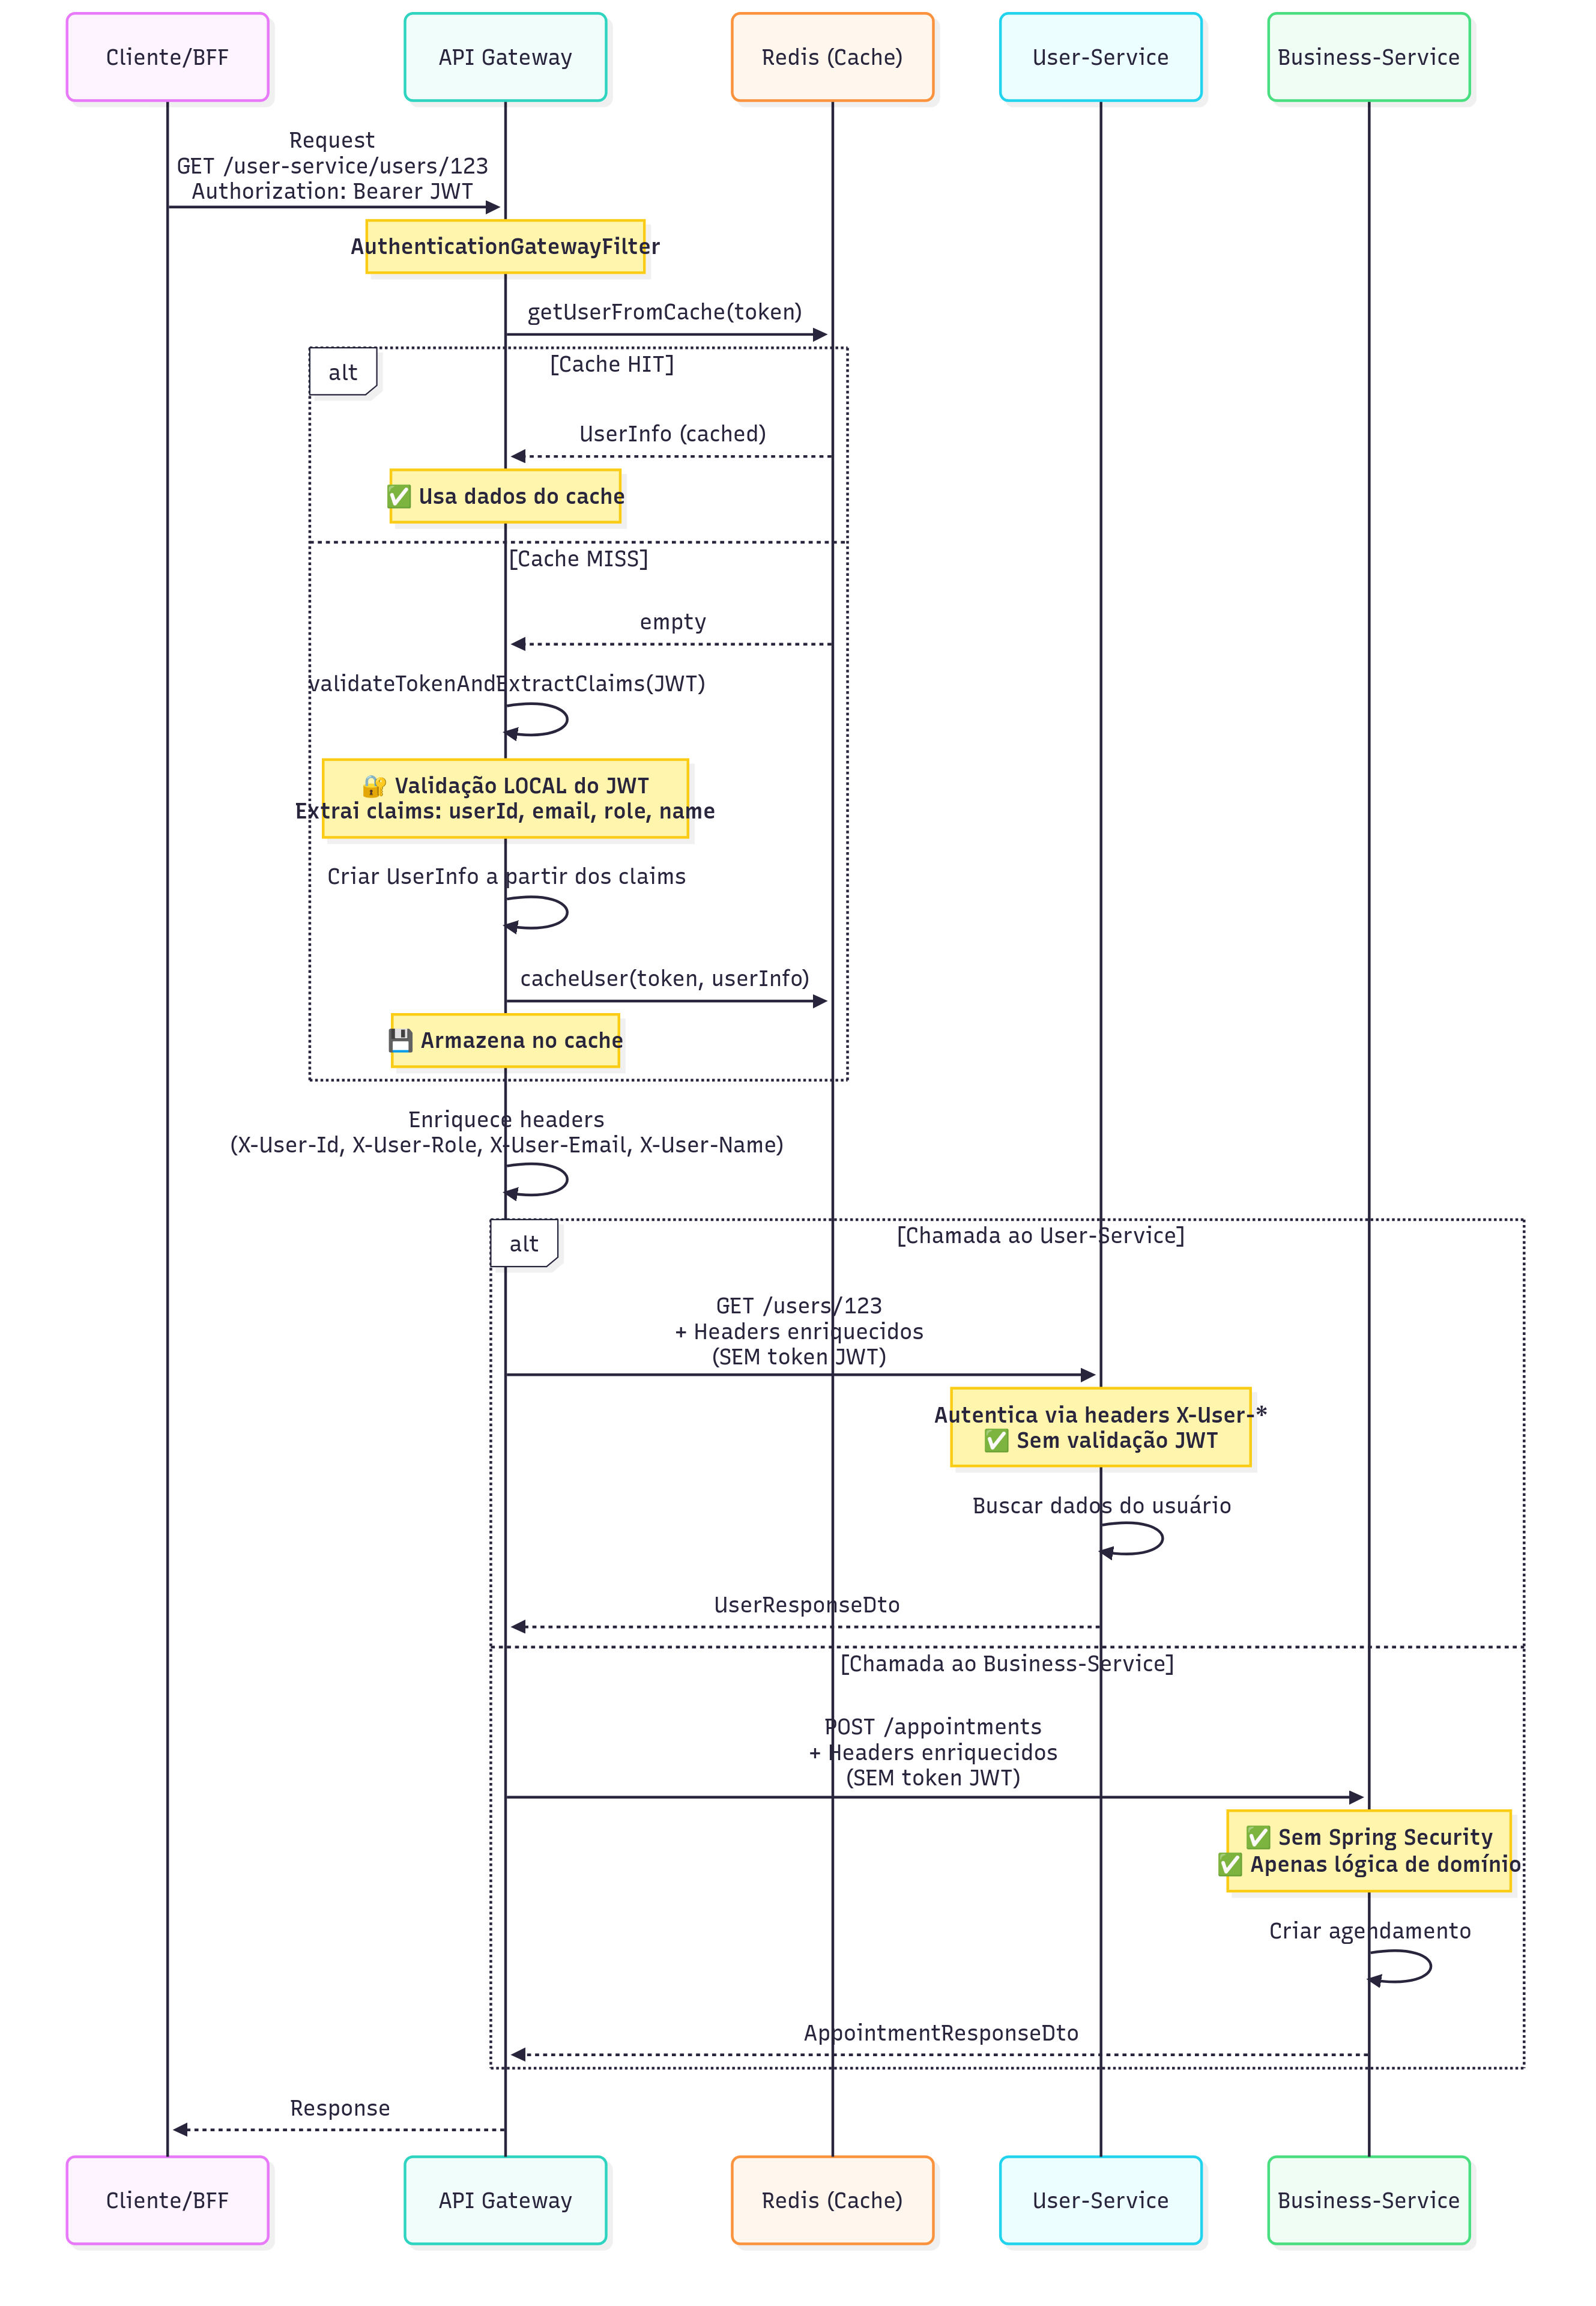 Cliente/BFF
API Gateway
Redis (Cache)
User-Service
Business-Service
Request
GET /user-service/users/123
Authorization: Bearer JWT
AuthenticationGatewayFilter
getUserFromCache(token)
alt
[Cache HIT]
UserInfo (cached)
✅ Usa dados do cache
[Cache MISS]
empty
validateTokenAndExtractClaims(JWT)
🔐 Validação LOCAL do JWT
Extrai claims: userId, email, role, name
Criar UserInfo a partir dos claims
cacheUser(token, userInfo)
💾 Armazena no cache
Enriquece headers
(X-User-Id, X-User-Role, X-User-Email, X-User-Name)
alt
[Chamada ao User-Service]
GET /users/123
+ Headers enriquecidos
(SEM token JWT)
Autentica via headers X-User-*
✅ Sem validação JWT
Buscar dados do usuário
UserResponseDto
[Chamada ao Business-Service]
POST /appointments
+ Headers enriquecidos
(SEM token JWT)
✅ Sem Spring Security
✅ Apenas lógica de domínio
Criar agendamento
AppointmentResponseDto
Response
Cliente/BFF
API Gateway
Redis (Cache)
User-Service
Business-Service